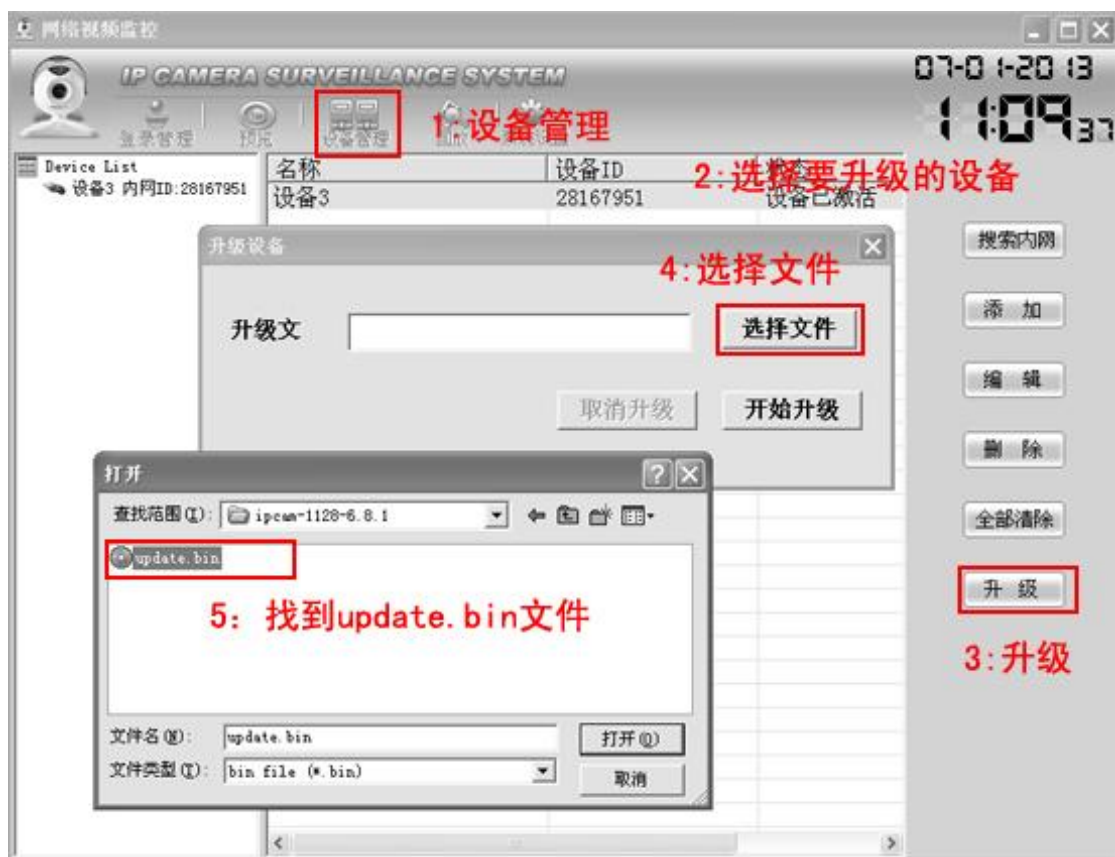 网络视频监控
IP CAMERA SURVEILLANCE SYSTEM
07-01-2013
11:09 37
登录管理
预览
设备管理
1:设备管理
Device List
设备3 内网ID:28167951
名称
设备ID
2:选择要升级的设备
设备3
28167951
设备已激活
升级设备
4:选择文件
升级文
选择文件
取消升级
开始升级
搜索内网
添 加
编 辑
删 除
全部清除
升 级
3:升级
打开
查找范围(I):
ipcam-1128-6.8.1
update.bin
5: 找到update.bin文件
文件名(N):
update.bin
打开(O)
文件类型(T):
bin file (*.bin)
取消